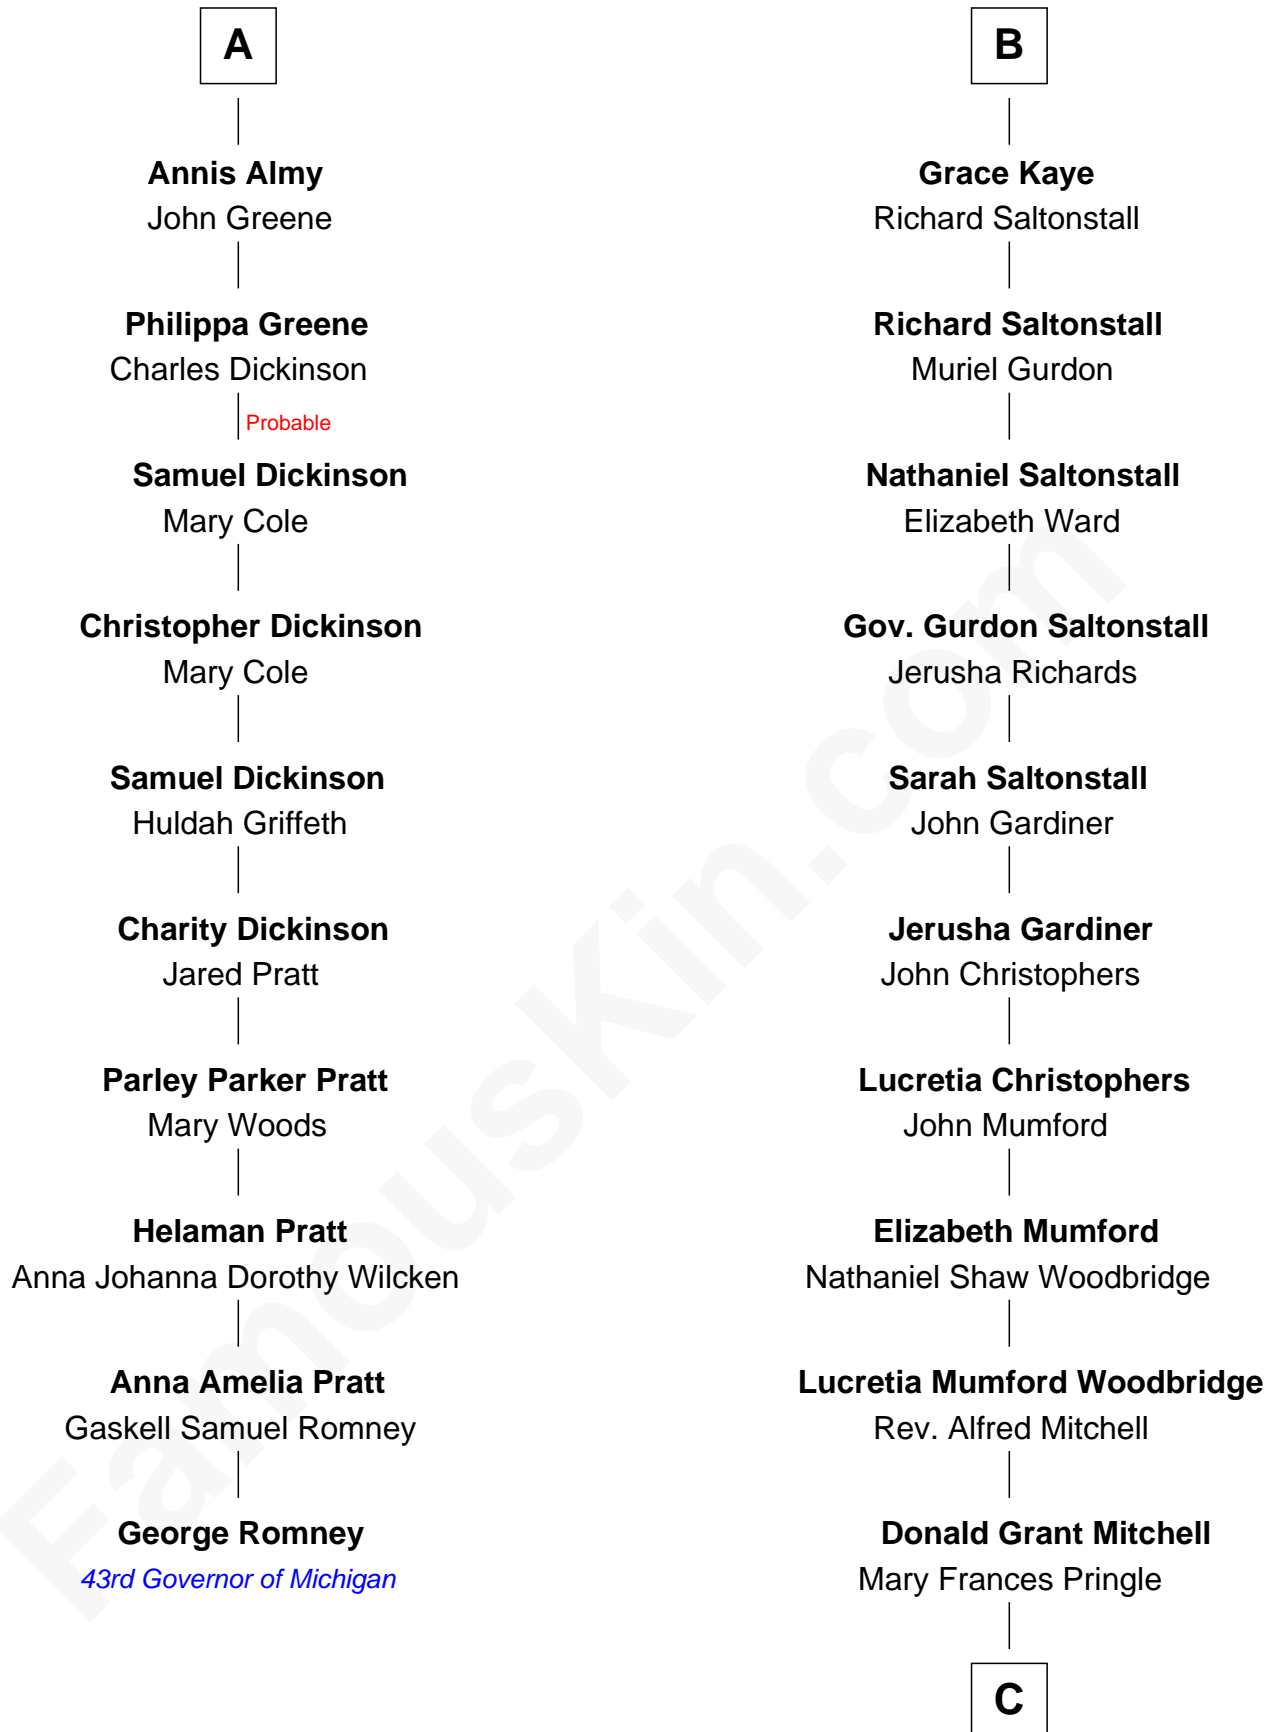 A
Annis Almy
John Greene
Philippa Greene
Charles Dickinson
Probable
Samuel Dickinson
Mary Cole
Christopher Dickinson
Mary Cole
Samuel Dickinson
Huldah Griffeth
Charity Dickinson
Jared Pratt
Parley Parker Pratt
Mary Woods
Helaman Pratt
Anna Johanna Dorothy Wilcken
Anna Amelia Pratt
Gaskell Samuel Romney
George Romney
43rd Governor of Michigan
B
Grace Kaye
Richard Saltonstall
Richard Saltonstall
Muriel Gurdon
Nathaniel Saltonstall
Elizabeth Ward
Gov. Gurdon Saltonstall
Jerusha Richards
Sarah Saltonstall
John Gardiner
Jerusha Gardiner
John Christophers
Lucretia Christophers
John Mumford
Elizabeth Mumford
Nathaniel Shaw Woodbridge
Lucretia Mumford Woodbridge
Rev. Alfred Mitchell
Donald Grant Mitchell
Mary Frances Pringle
C
FamousKin.com